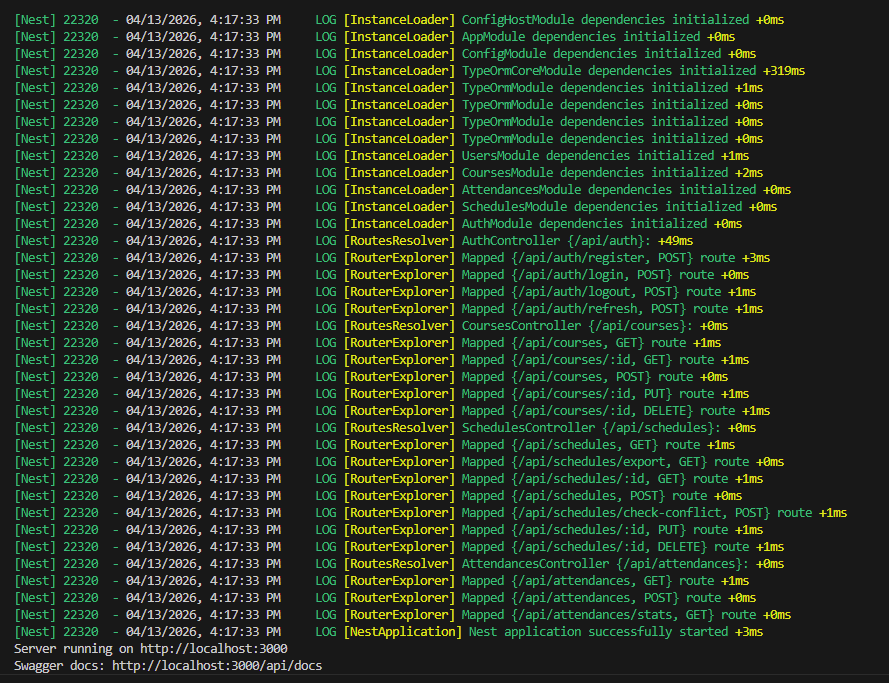 [Nest] 22320  - 04/13/2026, 4:17:33 PM     LOG [InstanceLoader] ConfigHostModule dependencies initialized +0ms
[Nest] 22320  - 04/13/2026, 4:17:33 PM     LOG [InstanceLoader] AppModule dependencies initialized +0ms
[Nest] 22320  - 04/13/2026, 4:17:33 PM     LOG [InstanceLoader] ConfigModule dependencies initialized +0ms
[Nest] 22320  - 04/13/2026, 4:17:33 PM     LOG [InstanceLoader] TypeOrmCoreModule dependencies initialized +319ms
[Nest] 22320  - 04/13/2026, 4:17:33 PM     LOG [InstanceLoader] TypeOrmModule dependencies initialized +1ms
[Nest] 22320  - 04/13/2026, 4:17:33 PM     LOG [InstanceLoader] TypeOrmModule dependencies initialized +0ms
[Nest] 22320  - 04/13/2026, 4:17:33 PM     LOG [InstanceLoader] TypeOrmModule dependencies initialized +0ms
[Nest] 22320  - 04/13/2026, 4:17:33 PM     LOG [InstanceLoader] TypeOrmModule dependencies initialized +0ms
[Nest] 22320  - 04/13/2026, 4:17:33 PM     LOG [InstanceLoader] UsersModule dependencies initialized +1ms
[Nest] 22320  - 04/13/2026, 4:17:33 PM     LOG [InstanceLoader] CoursesModule dependencies initialized +2ms
[Nest] 22320  - 04/13/2026, 4:17:33 PM     LOG [InstanceLoader] AttendancesModule dependencies initialized +0ms
[Nest] 22320  - 04/13/2026, 4:17:33 PM     LOG [InstanceLoader] SchedulesModule dependencies initialized +0ms
[Nest] 22320  - 04/13/2026, 4:17:33 PM     LOG [InstanceLoader] AuthModule dependencies initialized +0ms
[Nest] 22320  - 04/13/2026, 4:17:33 PM     LOG [RoutesResolver] AuthController {/api/auth}: +49ms
[Nest] 22320  - 04/13/2026, 4:17:33 PM     LOG [RouterExplorer] Mapped {/api/auth/register, POST} route +3ms
[Nest] 22320  - 04/13/2026, 4:17:33 PM     LOG [RouterExplorer] Mapped {/api/auth/login, POST} route +0ms
[Nest] 22320  - 04/13/2026, 4:17:33 PM     LOG [RouterExplorer] Mapped {/api/auth/logout, POST} route +1ms
[Nest] 22320  - 04/13/2026, 4:17:33 PM     LOG [RouterExplorer] Mapped {/api/auth/refresh, POST} route +1ms
[Nest] 22320  - 04/13/2026, 4:17:33 PM     LOG [RoutesResolver] CoursesController {/api/courses}: +0ms
[Nest] 22320  - 04/13/2026, 4:17:33 PM     LOG [RouterExplorer] Mapped {/api/courses, GET} route +1ms
[Nest] 22320  - 04/13/2026, 4:17:33 PM     LOG [RouterExplorer] Mapped {/api/courses/:id, GET} route +1ms
[Nest] 22320  - 04/13/2026, 4:17:33 PM     LOG [RouterExplorer] Mapped {/api/courses, POST} route +0ms
[Nest] 22320  - 04/13/2026, 4:17:33 PM     LOG [RouterExplorer] Mapped {/api/courses/:id, PUT} route +1ms
[Nest] 22320  - 04/13/2026, 4:17:33 PM     LOG [RouterExplorer] Mapped {/api/courses/:id, DELETE} route +1ms
[Nest] 22320  - 04/13/2026, 4:17:33 PM     LOG [RoutesResolver] SchedulesController {/api/schedules}: +0ms
[Nest] 22320  - 04/13/2026, 4:17:33 PM     LOG [RouterExplorer] Mapped {/api/schedules, GET} route +1ms
[Nest] 22320  - 04/13/2026, 4:17:33 PM     LOG [RouterExplorer] Mapped {/api/schedules/export, GET} route +0ms
[Nest] 22320  - 04/13/2026, 4:17:33 PM     LOG [RouterExplorer] Mapped {/api/schedules/:id, GET} route +1ms
[Nest] 22320  - 04/13/2026, 4:17:33 PM     LOG [RouterExplorer] Mapped {/api/schedules, POST} route +0ms
[Nest] 22320  - 04/13/2026, 4:17:33 PM     LOG [RouterExplorer] Mapped {/api/schedules/check-conflict, POST} route +1ms
[Nest] 22320  - 04/13/2026, 4:17:33 PM     LOG [RouterExplorer] Mapped {/api/schedules/:id, PUT} route +1ms
[Nest] 22320  - 04/13/2026, 4:17:33 PM     LOG [RouterExplorer] Mapped {/api/schedules/:id, DELETE} route +1ms
[Nest] 22320  - 04/13/2026, 4:17:33 PM     LOG [RoutesResolver] AttendancesController {/api/attendances}: +0ms
[Nest] 22320  - 04/13/2026, 4:17:33 PM     LOG [RouterExplorer] Mapped {/api/attendances, GET} route +1ms
[Nest] 22320  - 04/13/2026, 4:17:33 PM     LOG [RouterExplorer] Mapped {/api/attendances, POST} route +0ms
[Nest] 22320  - 04/13/2026, 4:17:33 PM     LOG [RouterExplorer] Mapped {/api/attendances/stats, GET} route +0ms
[Nest] 22320  - 04/13/2026, 4:17:33 PM     LOG [NestApplication] Nest application successfully started +3ms
Server running on http://localhost:3000
Swagger docs: http://localhost:3000/api/docs